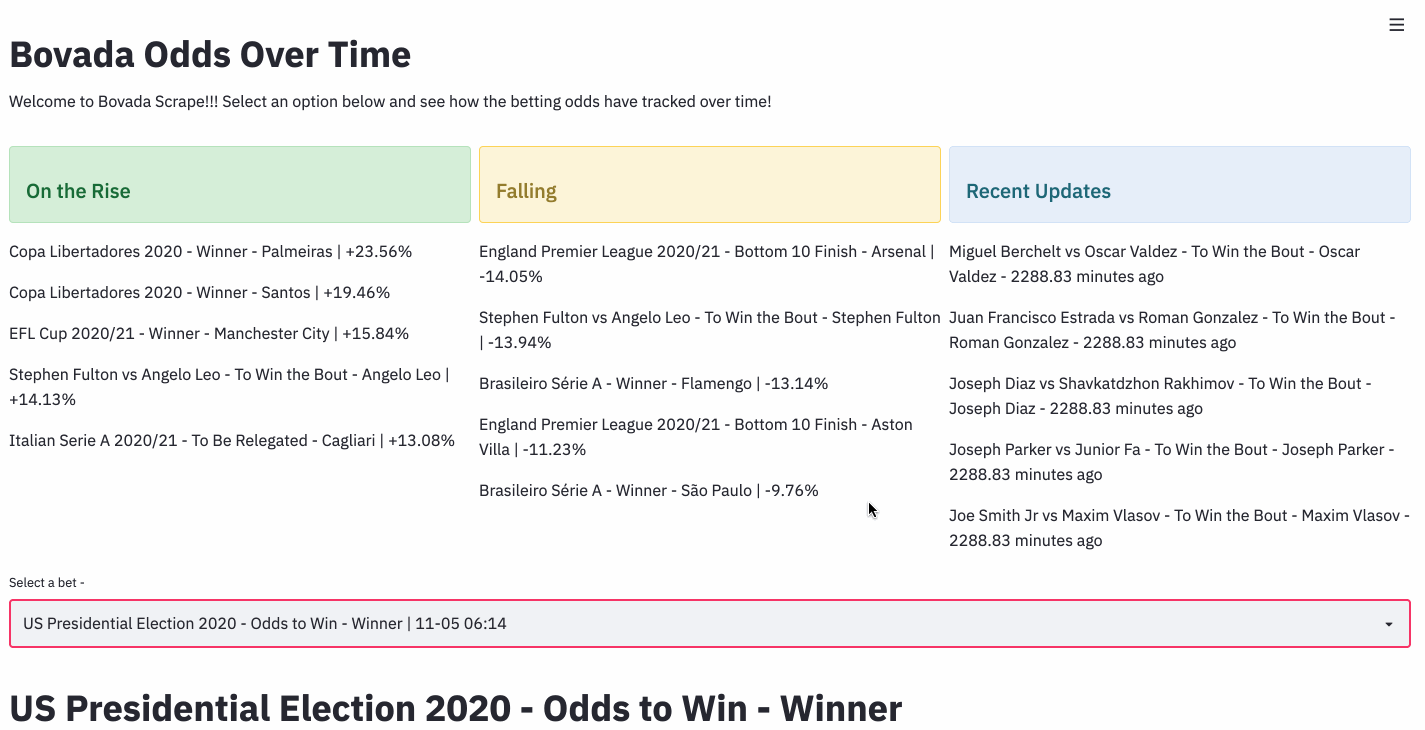 Bovada Odds Over Time
Welcome to Bovada Scrape!!! Select an option below and see how the betting odds have tracked over time!
On the Rise
Copa Libertadores 2020 - Winner - Palmeiras | +23.56%
Copa Libertadores 2020 - Winner - Santos | +19.46%
EFL Cup 2020/21 - Winner - Manchester City | +15.84%
Stephen Fulton vs Angelo Leo - To Win the Bout - Angelo Leo |
+14.13%
Italian Serie A 2020/21 - To Be Relegated - Cagliari | +13.08%
Falling
England Premier League 2020/21 - Bottom 10 Finish - Arsenal |
-14.05%
Stephen Fulton vs Angelo Leo - To Win the Bout - Stephen Fulton
| -13.94%
Brasileiro Série A - Winner - Flamengo | -13.14%
England Premier League 2020/21 - Bottom 10 Finish - Aston
Villa | -11.23%
Brasileiro Série A - Winner - São Paulo | -9.76%
Recent Updates
Miguel Berchelt vs Oscar Valdez - To Win the Bout - Oscar
Valdez - 2288.83 minutes ago
Juan Francisco Estrada vs Roman Gonzalez - To Win the Bout -
Roman Gonzalez - 2288.83 minutes ago
Joseph Diaz vs Shavkatdzhon Rakhimov - To Win the Bout -
Joseph Diaz - 2288.83 minutes ago
Joseph Parker vs Junior Fa - To Win the Bout - Joseph Parker -
2288.83 minutes ago
Joe Smith Jr vs Maxim Vlasov - To Win the Bout - Maxim Vlasov -
2288.83 minutes ago
Select a bet -
US Presidential Election 2020 - Odds to Win - Winner | 11-05 06:14
US Presidential Election 2020 - Odds to Win - Winner